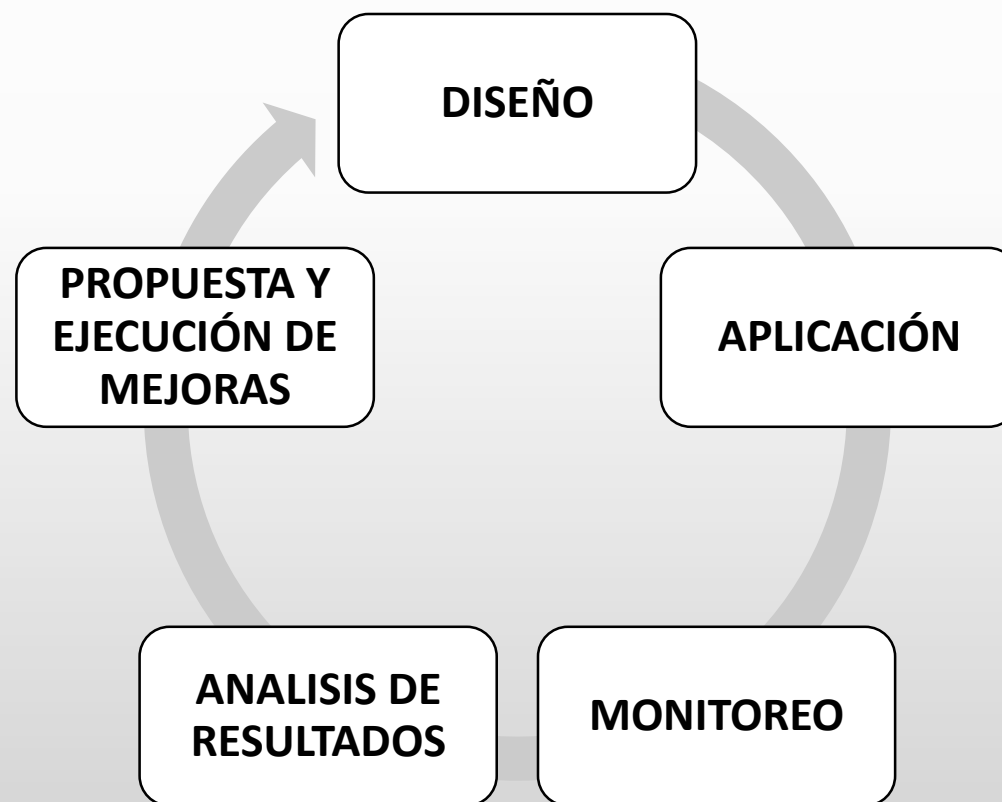 DISEÑO
APLICACIÓN
MONITOREO
ANALISIS DE
RESULTADOS
PROPUESTA Y
EJECUCIÓN DE
MEJORAS